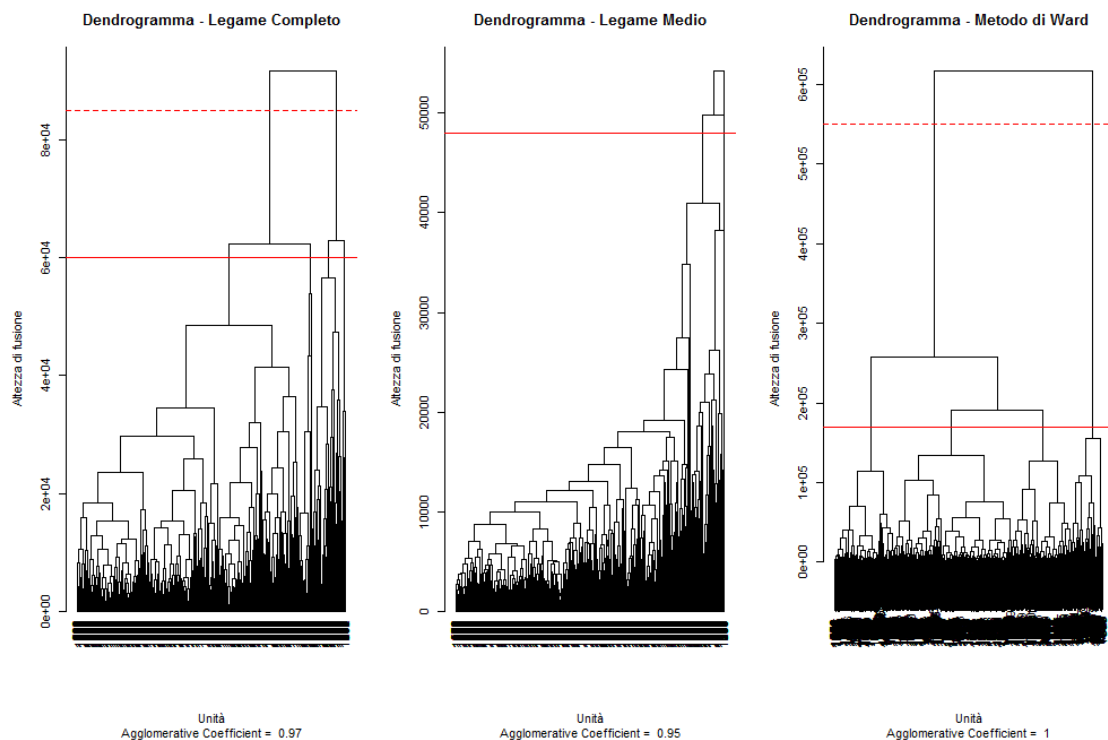 Dendrogramma - Legame Completo
Altezza di fusione
0e+00
2e+04
4e+04
6e+04
8e+04
Unità
Agglomerative Coefficient = 0.97
Dendrogramma - Legame Medio
Altezza di fusione
0
10000
20000
30000
40000
50000
Unità
Agglomerative Coefficient = 0.95
Dendrogramma - Metodo di Ward
Altezza di fusione
0e+00
1e+05
2e+05
3e+05
4e+05
5e+05
6e+05
Unità
Agglomerative Coefficient = 1